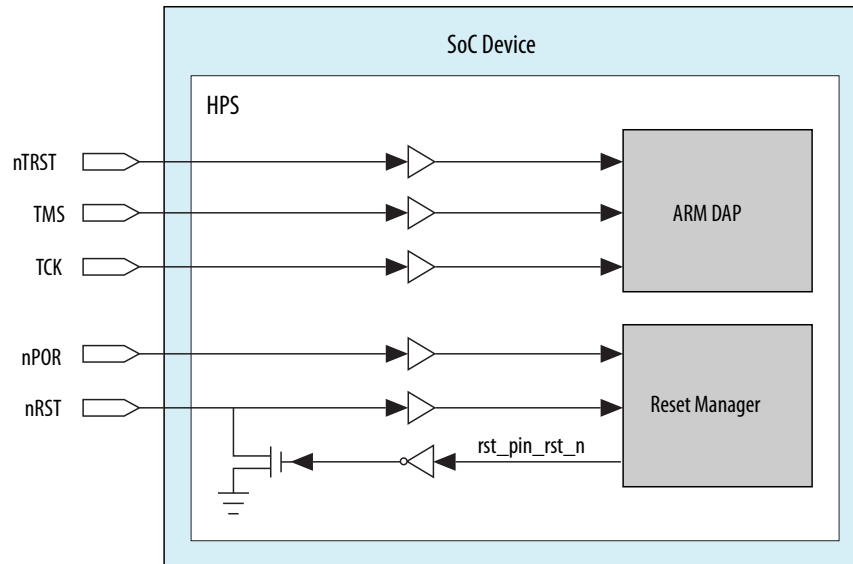 SoC Device
HPS
nTRST
TMS
ARM DAP
TCK
nPOR
nRST
Reset Manager
rst_pin_rst_n